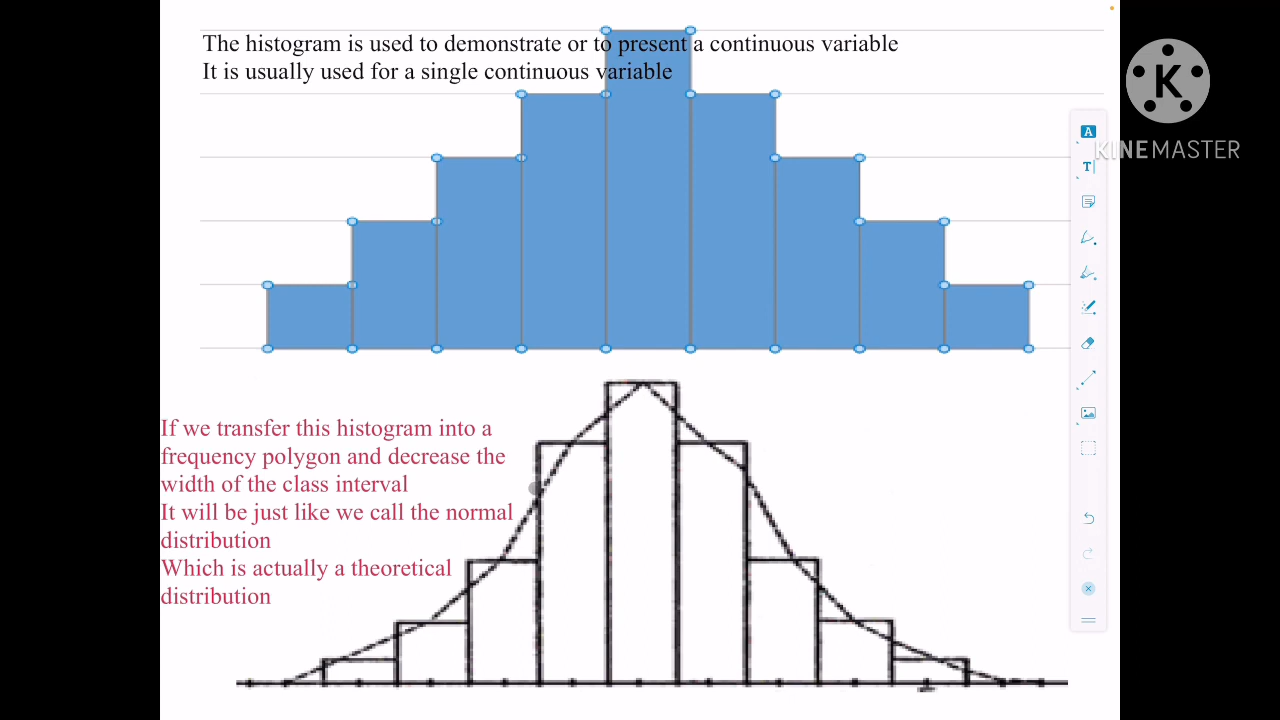 The histogram is used to demonstrate or to present a continuous variable
It is usually used for a single continuous variable
K
KINEMASTER
A
T
If we transfer this histogram into a
frequency polygon and decrease the
width of the class interval
It will be just like we call the normal
distribution
Which is actually a theoretical
distribution